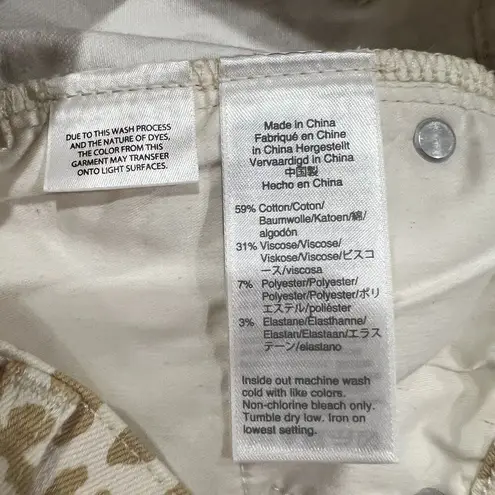 DUE TO THIS WASH PROCESS
AND THE NATURE OF DYES,
THE COLOR FROM THIS
GARMENT MAY TRANSFER
ONTO LIGHT SURFACES.
Made in China
Fabriqué en Chine
in China Hergestellt
Vervaardigd in China
中国製
Hecho en China
59% Cotton/Coton/
Baumwolle/Katoen/綿/
algodón
31% Viscose/Viscose/
Viskose/Viscose/ビスコ
ース/viscosa
7% Polyester/Polyester/
Polyester/Polyester/ポリ
エステル/poliéster
3% Elastane/Élasthanne/
Elastan/Elastaan/エラス
テーン/elastano
Inside out machine wash
cold with like colors.
Non-chlorine bleach only.
Tumble dry low. Iron on
lowest setting.